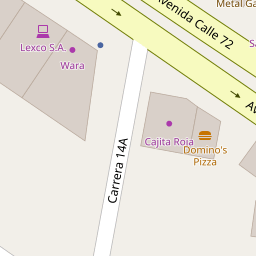 Metal Ga
Avenida Calle 72
Lexco S.A.
Wara
Sa
Av
Cajita Roja
Domino's
Pizza
Carrera 14A